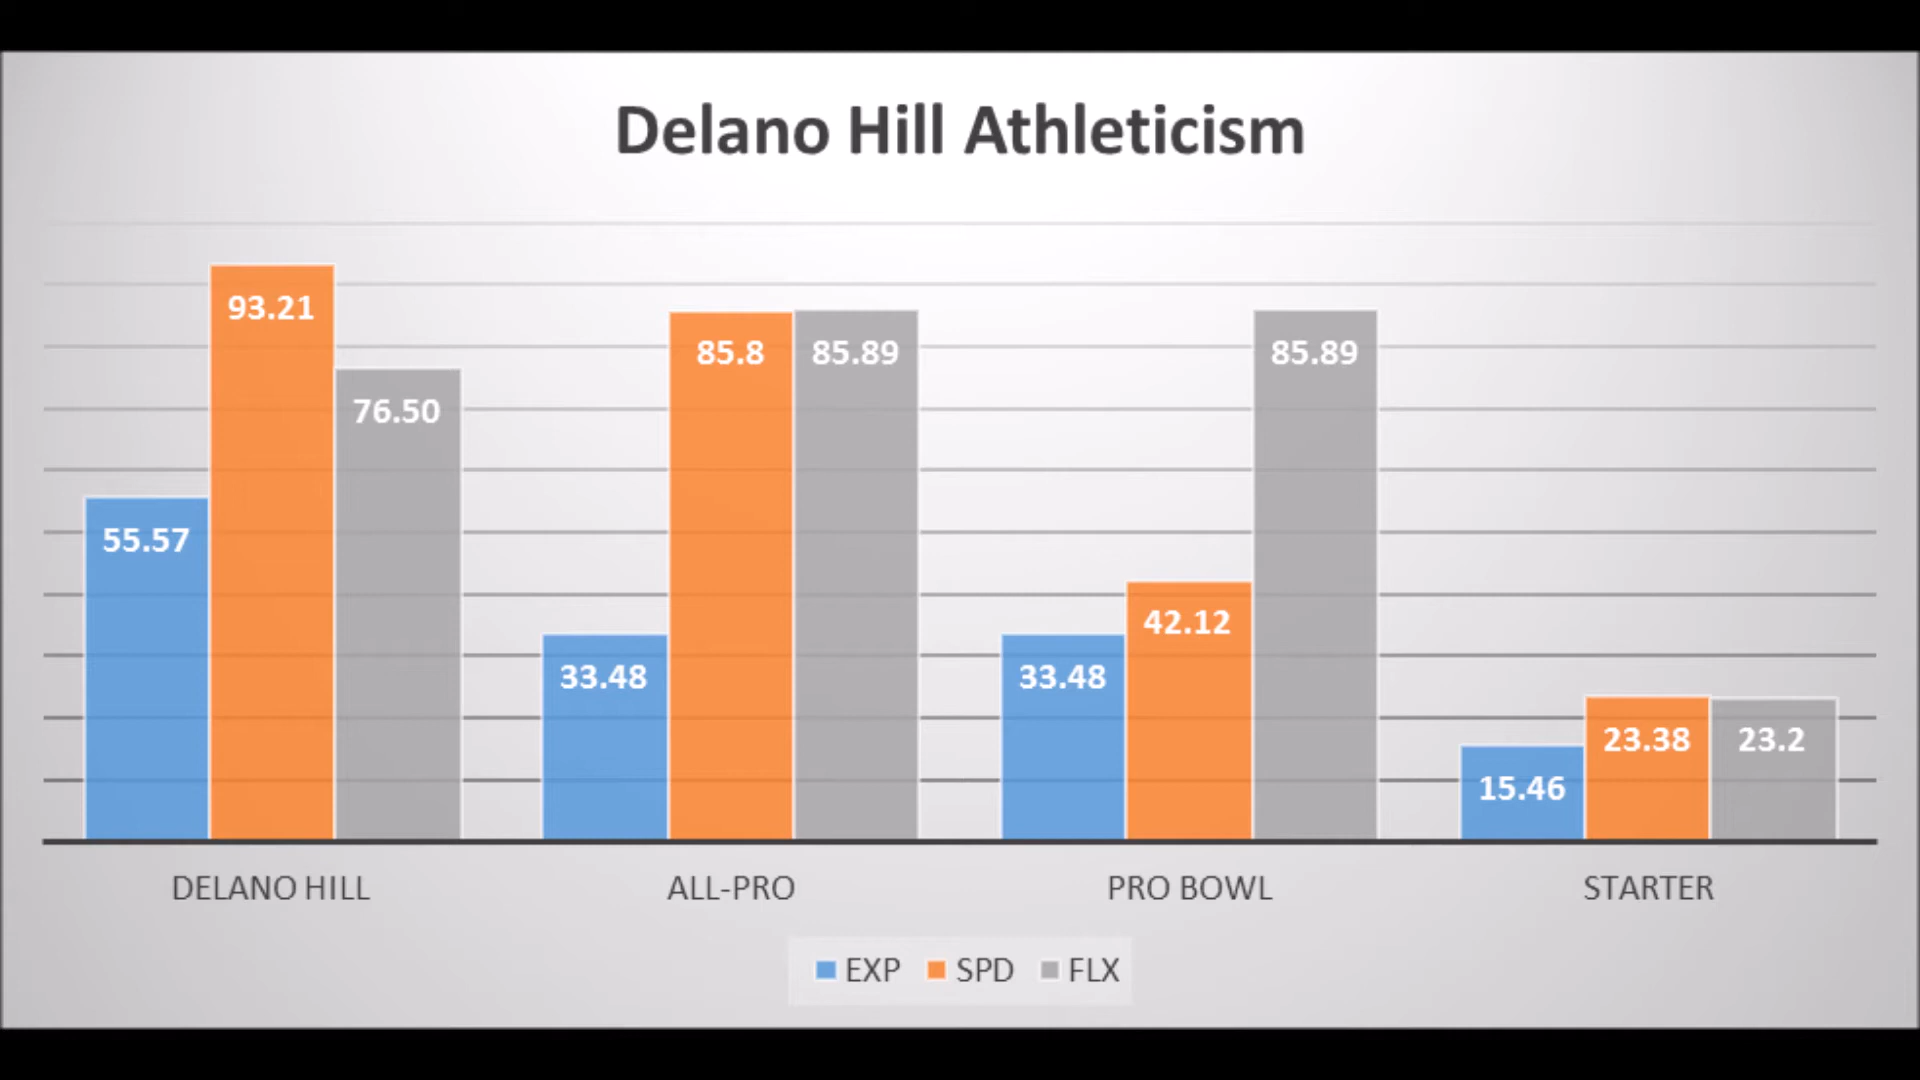 Delano Hill Athleticism
55.57
93.21
76.50
33.48
85.8
85.89
33.48
42.12
85.89
15.46
23.38
23.2
DELANO HILL
ALL-PRO
PRO BOWL
STARTER
EXP SPD FLX